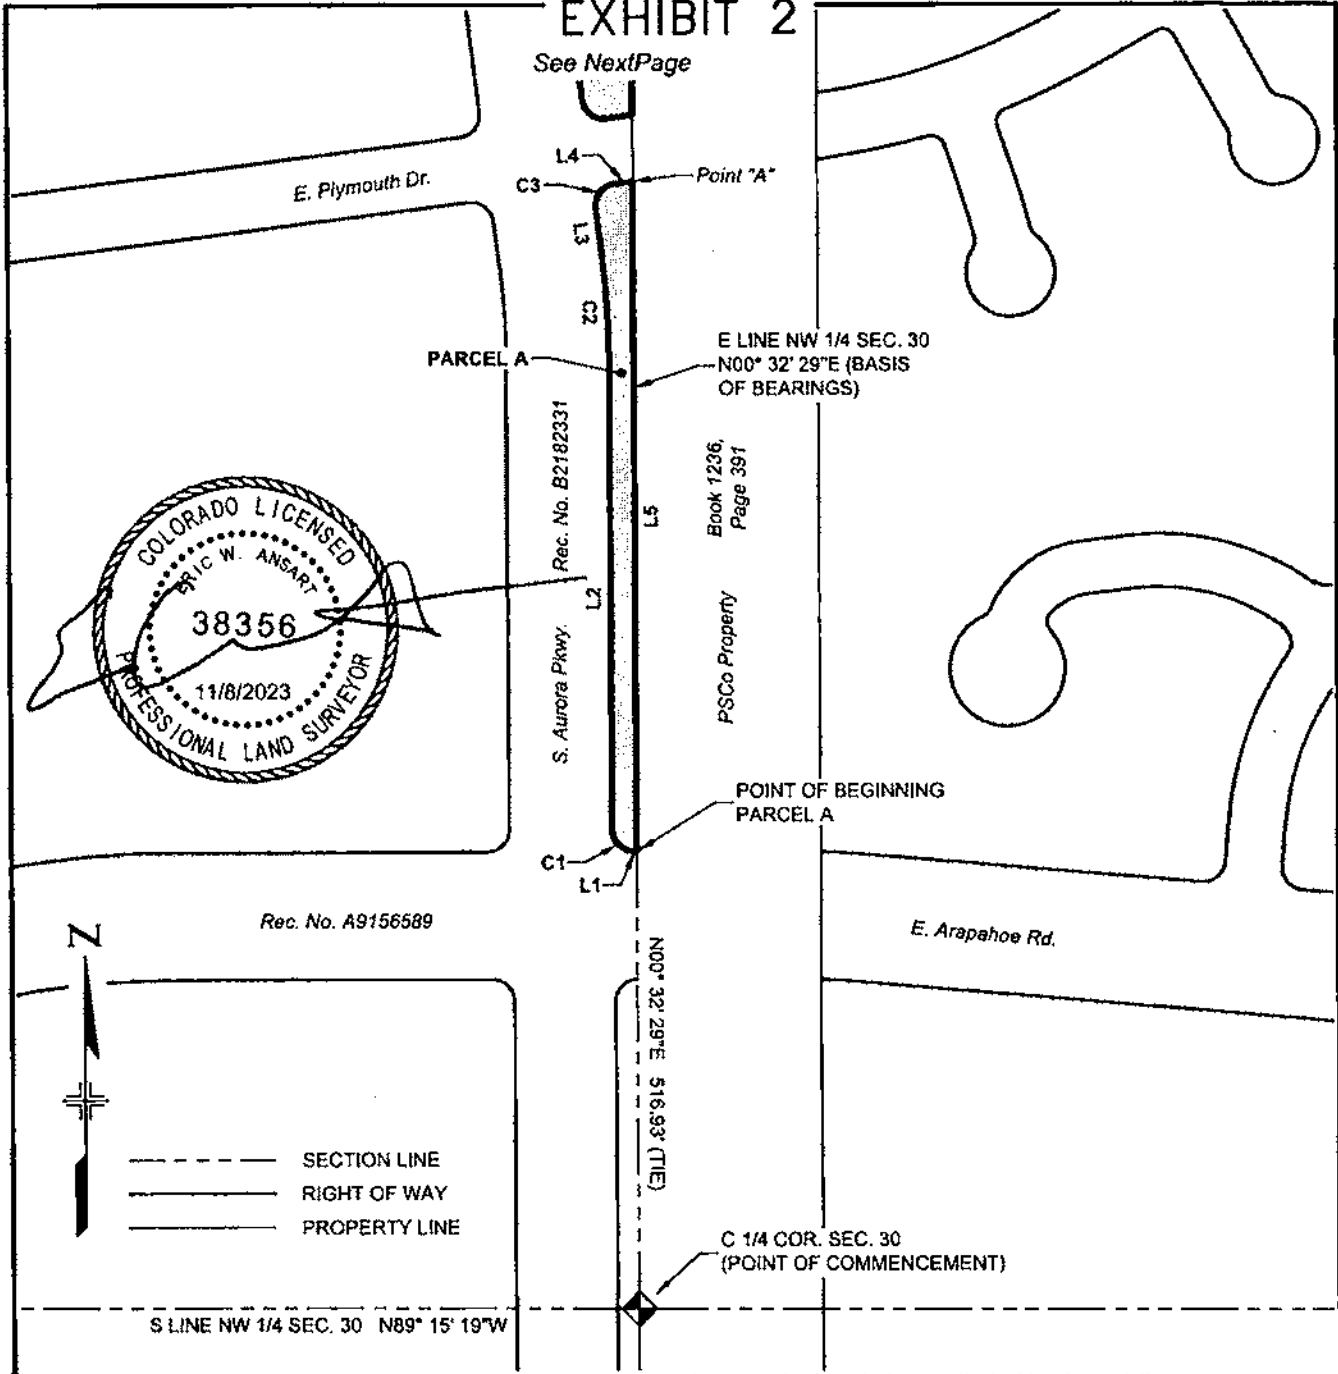 EXHIBIT 2
See NextPage
L4
Point "A"
C3
E. Plymouth Dr.
L3
C2
E LINE NW 1/4 SEC. 30
N00° 32' 29"E (BASIS
OF BEARINGS)
PARCEL A
S. Aurora Pkwy. Rec. No. B2182331
L2
L5
Book 1236,
Page 391
PSCo Property
COLORADO LICENSED
ERIC W. ANSART
38356
11/8/2023
PROFESSIONAL LAND SURVEYOR
POINT OF BEGINNING
PARCEL A
C1
L1
Rec. No. A9156589
E. Arapahoe Rd.
N
N00° 32' 29"E 516.93' (TIE)
SECTION LINE
RIGHT OF WAY
PROPERTY LINE
C 1/4 COR. SEC. 30
(POINT OF COMMENCEMENT)
S LINE NW 1/4 SEC. 30 N89° 15' 19"W